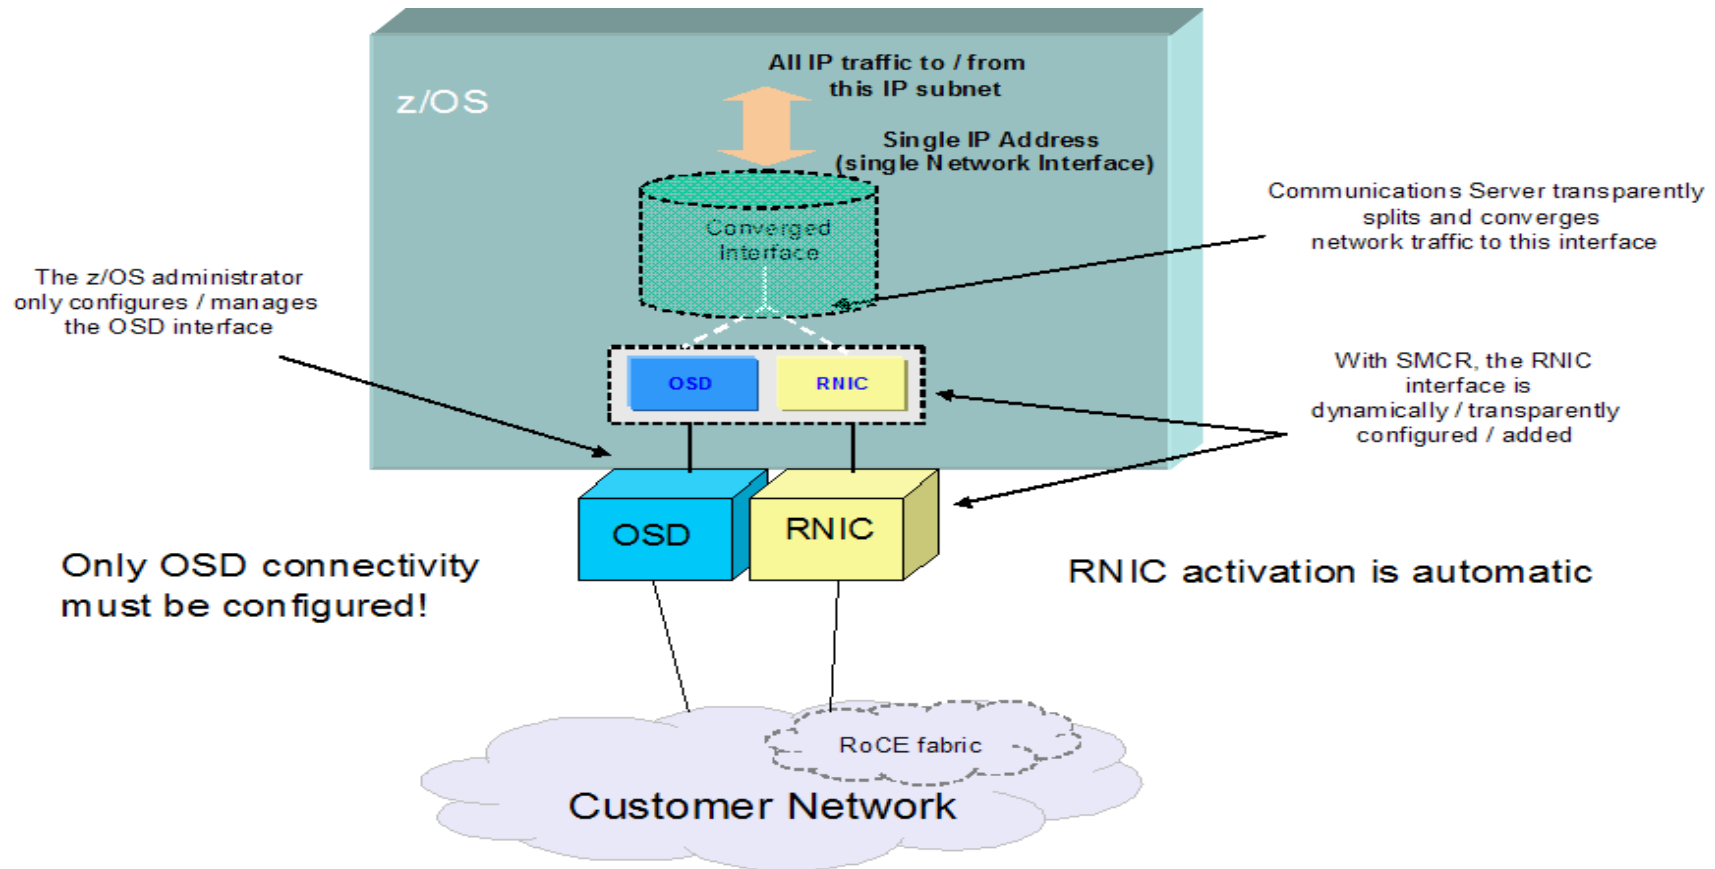 All IP traffic to / from
this IP subnet
z/OS
Single IP Address
(single Network Interface)
Communications Server transparently
splits and converges
network traffic to this interface
Converged
Interface
The z/OS administrator
only configures / manages
the OSD interface
With SMCR, the RNIC
interface is
dynamically / transparently
configured / added
OSD
RNIC
OSD
RNIC
Only OSD connectivity
must be configured!
RNIC activation is automatic
RoCE fabric
Customer Network